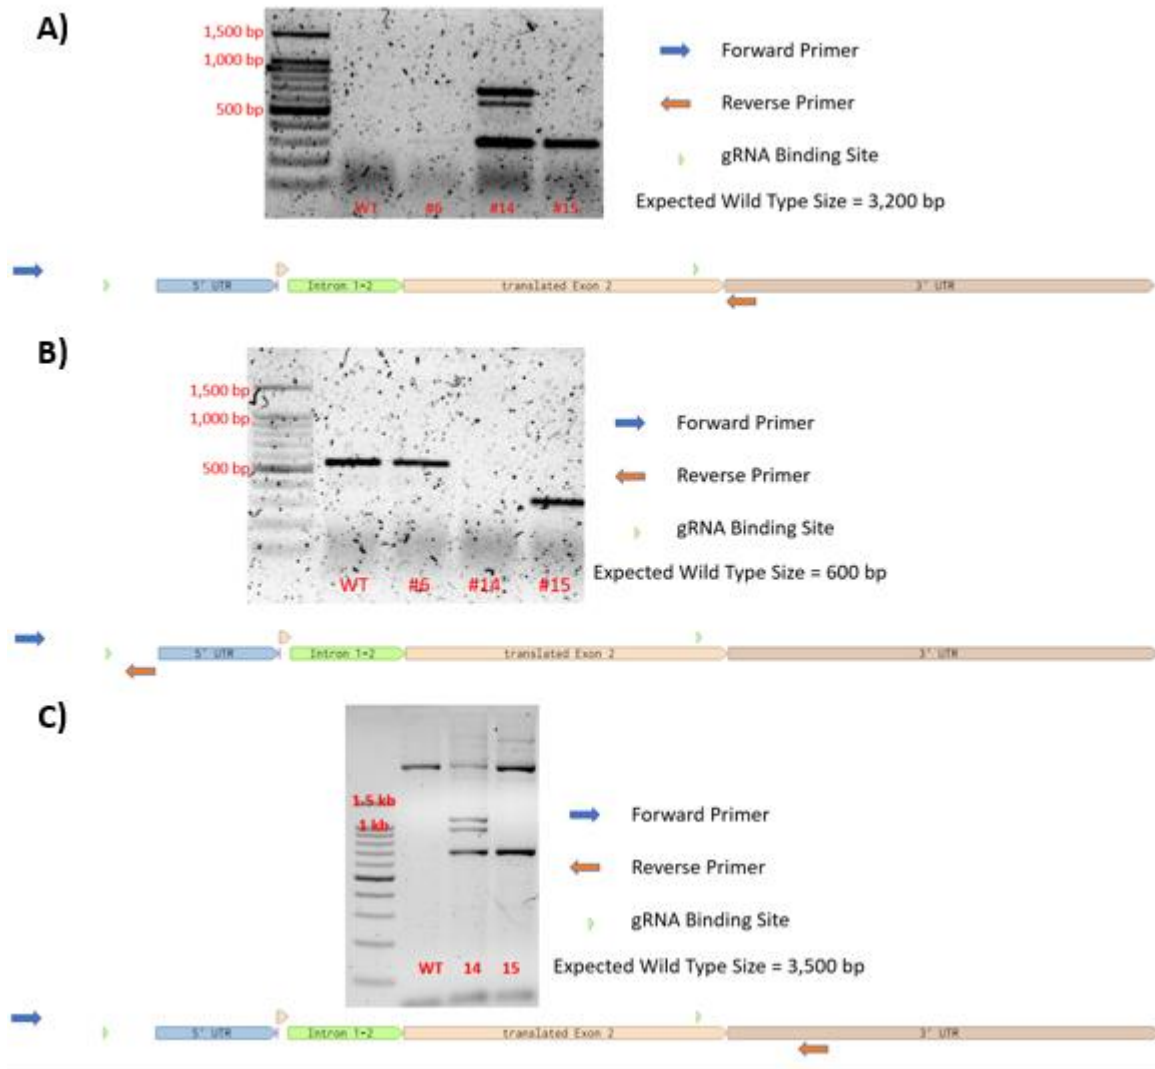 A)
1,500 bp
1,000 bp
500 bp
WT #6 #14 #15
Forward Primer
Reverse Primer
gRNA Binding Site
Expected Wild Type Size = 3,200 bp
5' UTR Intron 1-2 translated Exon 2 3' UTR
B)
1,500 bp
1,000 bp
500 bp
WT #6 #14 #15
Forward Primer
Reverse Primer
gRNA Binding Site
Expected Wild Type Size = 600 bp
5' UTR Intron 1-2 translated Exon 2 3' UTR
C)
1.5 kb
1 kb
WT 14 15
Forward Primer
Reverse Primer
gRNA Binding Site
Expected Wild Type Size = 3,500 bp
5' UTR Intron 1-2 translated Exon 2 3' UTR